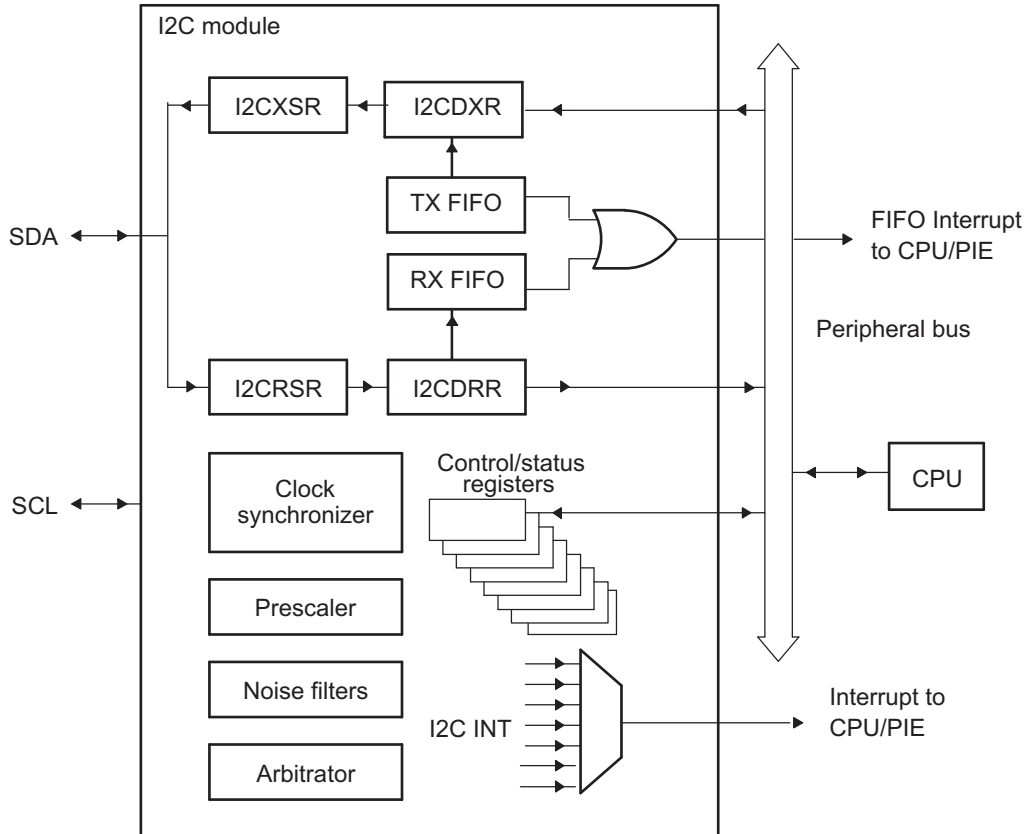 I2C module
I2CXSR
I2CDXR
TX FIFO
SDA
FIFO Interrupt
to CPU/PIE
RX FIFO
Peripheral bus
I2CRSR
I2CDRR
Control/status
registers
CPU
SCL
Clock
synchronizer
Prescaler
Noise filters
I2C INT
Interrupt to
CPU/PIE
Arbitrator